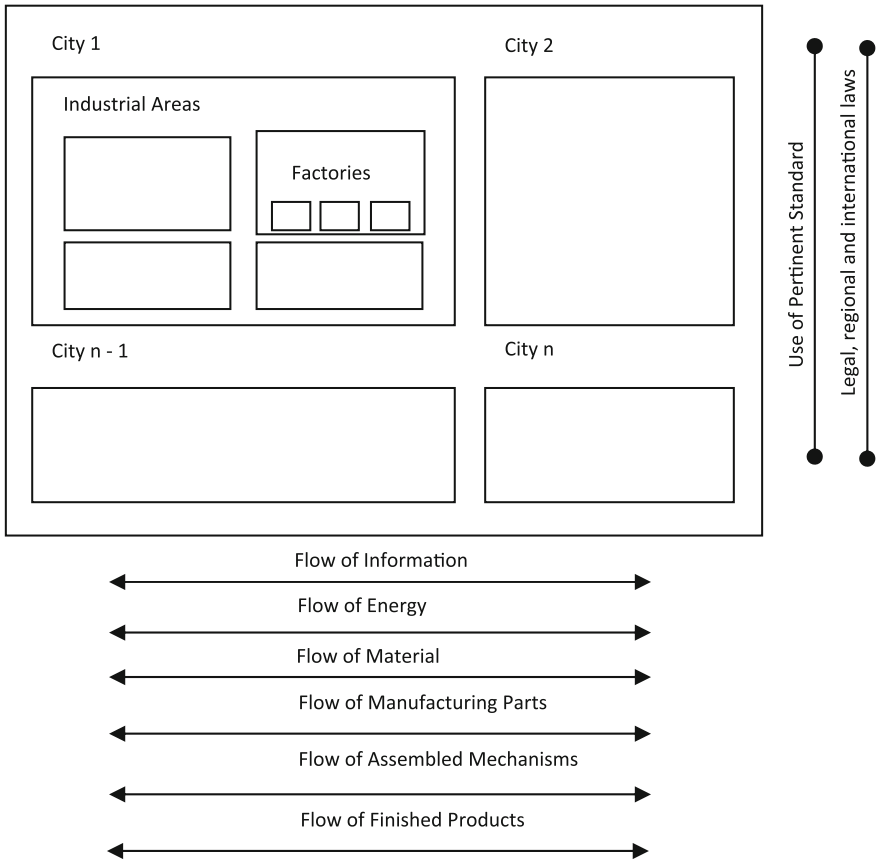 City 1
City 2
Industrial Areas
Factories
City n - 1
City n
Use of Pertinent Standard
Legal, regional and international laws
Flow of Information
Flow of Energy
Flow of Material
Flow of Manufacturing Parts
Flow of Assembled Mechanisms
Flow of Finished Products